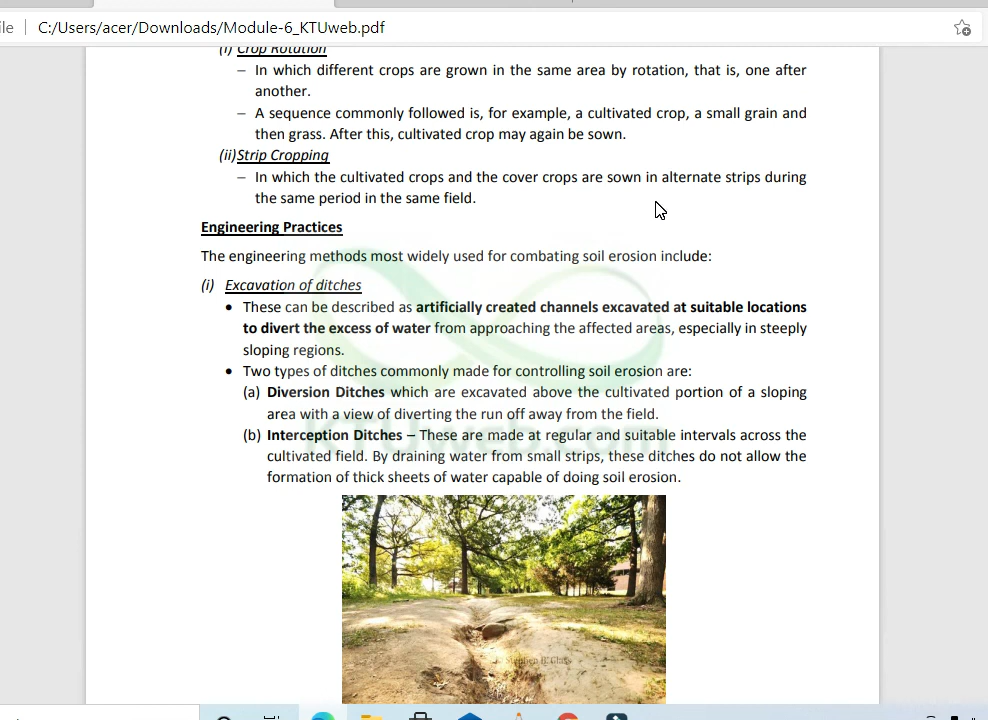 C:/Users/acer/Downloads/Module-6_KTUweb.pdf
(i) Crop Rotation
– In which different crops are grown in the same area by rotation, that is, one after
another.
– A sequence commonly followed is, for example, a cultivated crop, a small grain and
then grass. After this, cultivated crop may again be sown.
(ii)Strip Cropping
– In which the cultivated crops and the cover crops are sown in alternate strips during
the same period in the same field.
Engineering Practices
The engineering methods most widely used for combating soil erosion include:
(i) Excavation of ditches
• These can be described as artificially created channels excavated at suitable locations
to divert the excess of water from approaching the affected areas, especially in steeply
sloping regions.
• Two types of ditches commonly made for controlling soil erosion are:
(a) Diversion Ditches which are excavated above the cultivated portion of a sloping
area with a view of diverting the run off away from the field.
KTUweb.com
(b) Interception Ditches – These are made at regular and suitable intervals across the
cultivated field. By draining water from small strips, these ditches do not allow the
formation of thick sheets of water capable of doing soil erosion.
Stephen B. Glass